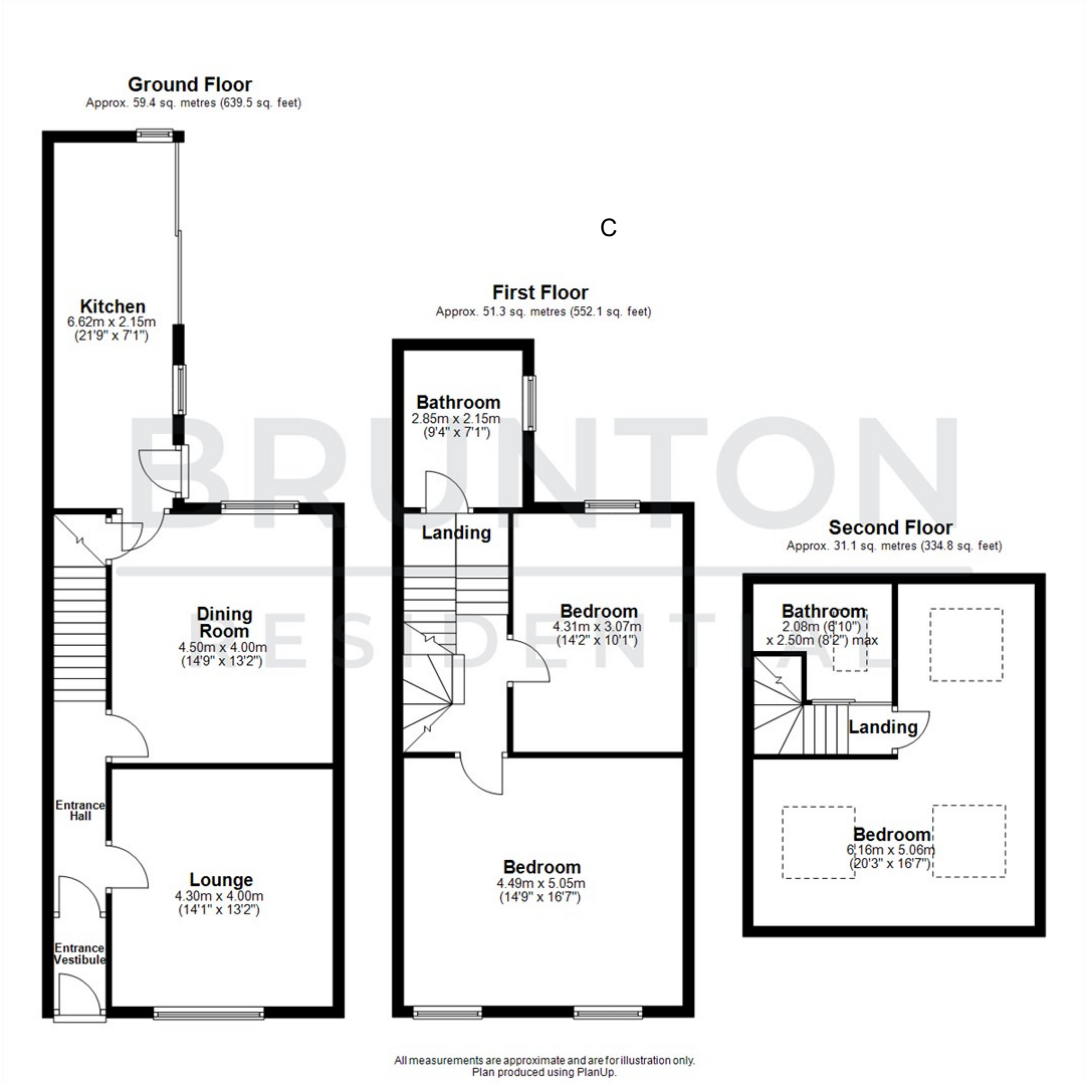 Ground Floor
Approx. 59.4 sq. metres (639.5 sq. feet)
Kitchen
6.62m x 2.15m
(21'9" x 7'1")
Dining
Room
4.50m x 4.00m
(14'9" x 13'2")
Entrance
Hall
Lounge
4.30m x 4.00m
(14'1" x 13'2")
Entrance
Vestibule
C
First Floor
Approx. 51.3 sq. metres (552.1 sq. feet)
Bathroom
2.85m x 2.15m
(9'4" x 7'1")
Landing
Bedroom
4.31m x 3.07m
(14'2" x 10'1")
Bedroom
4.49m x 5.05m
(14'9" x 16'7")
Second Floor
Approx. 31.1 sq. metres (334.8 sq. feet)
Bathroom
2.08m (6'10")
x 2.50m (8'2") max
Landing
Bedroom
6.16m x 5.06m
(20'3" x 16'7")
BRUNTON
RESIDENTIAL
All measurements are approximate and are for illustration only.
Plan produced using PlanUp.